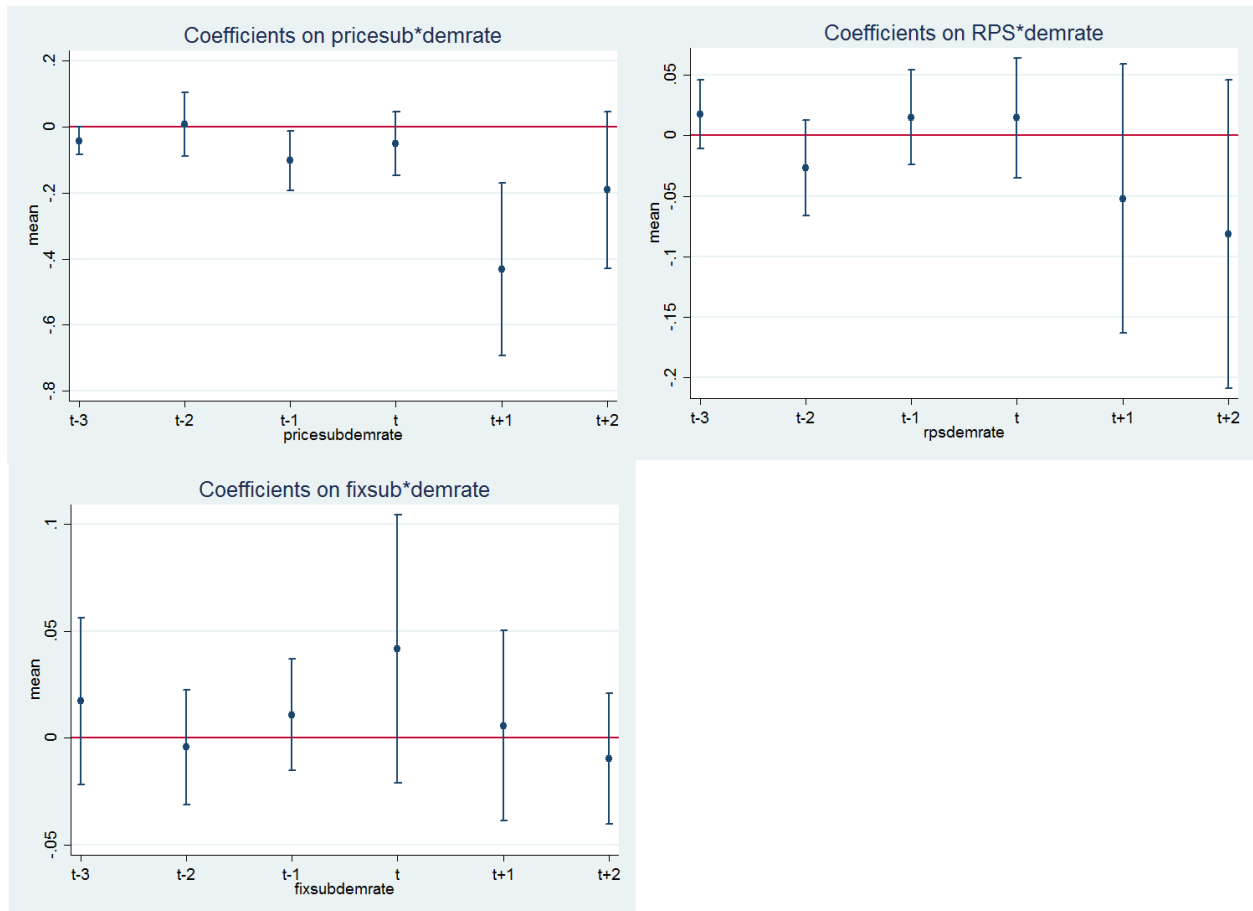 Coefficients on pricesub*demrate
mean
.2
0
-.2
-.4
-.6
-.8
t-3 t-2 t-1 t t+1 t+2
pricesubdemrate
Coefficients on RPS*demrate
mean
.05
0
-.05
-.1
-.15
-.2
t-3 t-2 t-1 t t+1 t+2
rpsdemrate
Coefficients on fixsub*demrate
mean
.1
.05
0
-.05
t-3 t-2 t-1 t t+1 t+2
fixsubdemrate